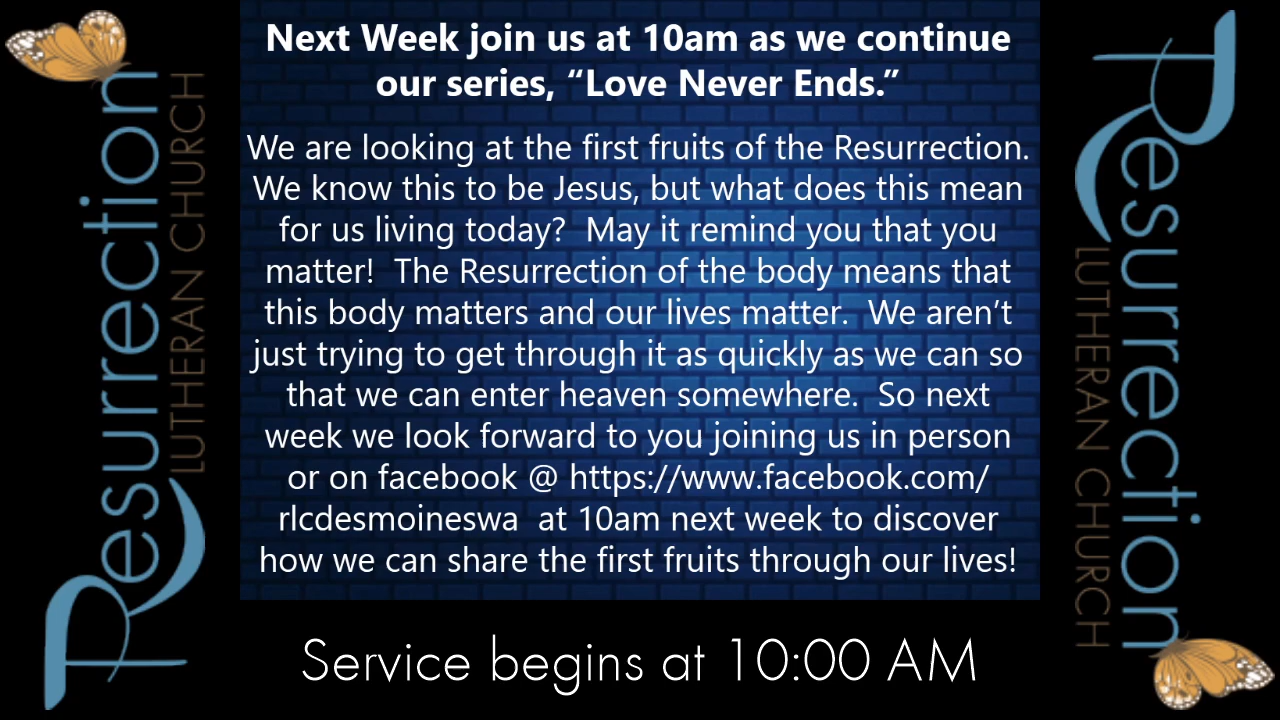 Resurrection
LUTHERAN CHURCH
Next Week join us at 10am as we continue
our series, “Love Never Ends.”
We are looking at the first fruits of the Resurrection.
We know this to be Jesus, but what does this mean
for us living today?  May it remind you that you
matter!  The Resurrection of the body means that
this body matters and our lives matter.  We aren’t
just trying to get through it as quickly as we can so
that we can enter heaven somewhere.  So next
week we look forward to you joining us in person
or on facebook @ https://www.facebook.com/
rlcdesmoineswa  at 10am next week to discover
how we can share the first fruits through our lives!
Service begins at 10:00 AM
Resurrection
LUTHERAN CHURCH